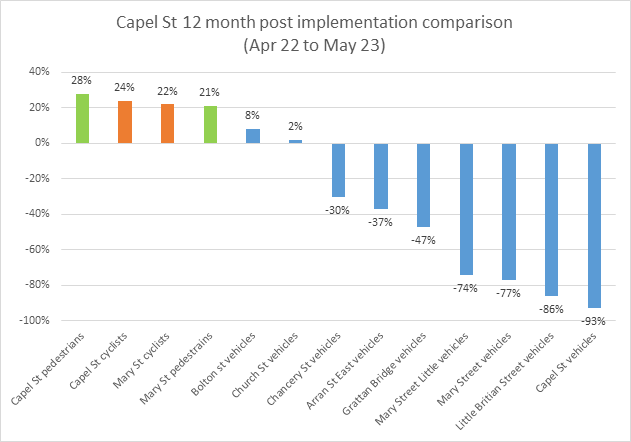 Capel St 12 month post implementation comparison
(Apr 22 to May 23)
40%
20%
0%
-20%
-40%
-60%
-80%
-100%
28%
24%
22%
21%
8%
2%
-30%
-37%
-47%
-74%
-77%
-86%
-93%
Capel St pedestrians
Capel St cyclists
Mary St cyclists
Mary St pedestrains
Bolton st vehicles
Church St vehicles
Chancery St vehicles
Arran St East vehicles
Grattan Bridge vehicles
Mary Street Little vehicles
Mary Street vehicles
Little Britian Street vehicles
Capel St vehicles